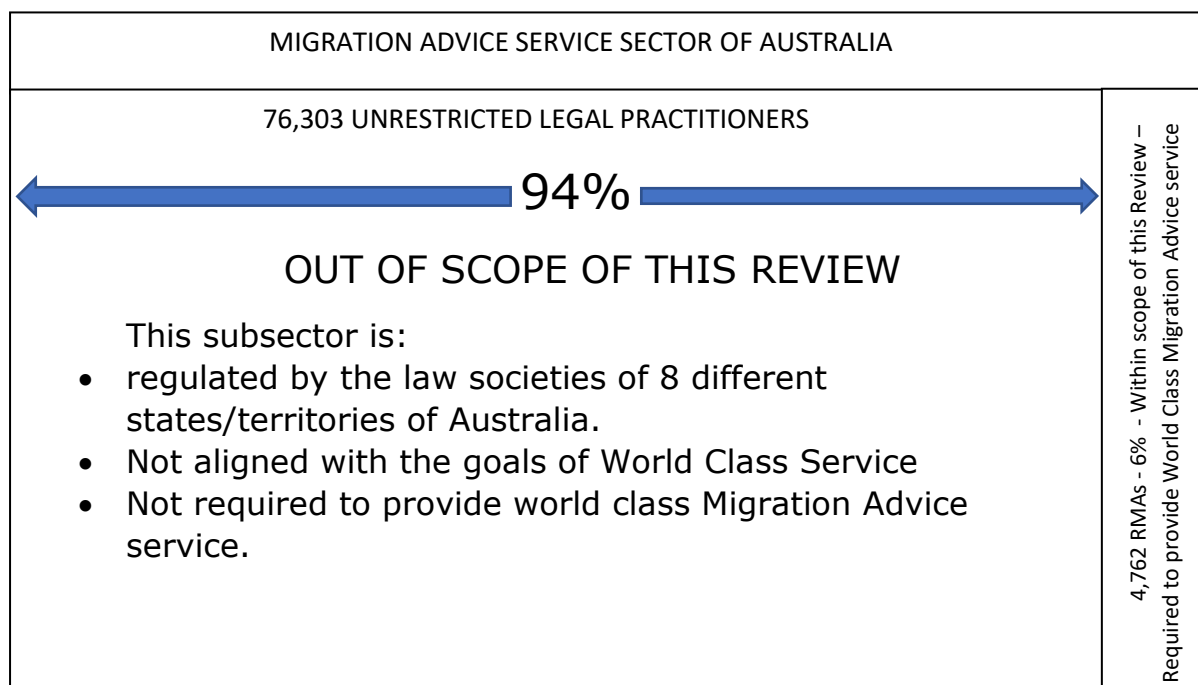 MIGRATION ADVICE SERVICE SECTOR OF AUSTRALIA
76,303 UNRESTRICTED LEGAL PRACTITIONERS
94%
OUT OF SCOPE OF THIS REVIEW
This subsector is:
• regulated by the law societies of 8 different
states/territories of Australia.
• Not aligned with the goals of World Class Service
• Not required to provide world class Migration Advice
service.
4,762 RMAs - 6% - Within scope of this Review –
Required to provide World Class Migration Advice service